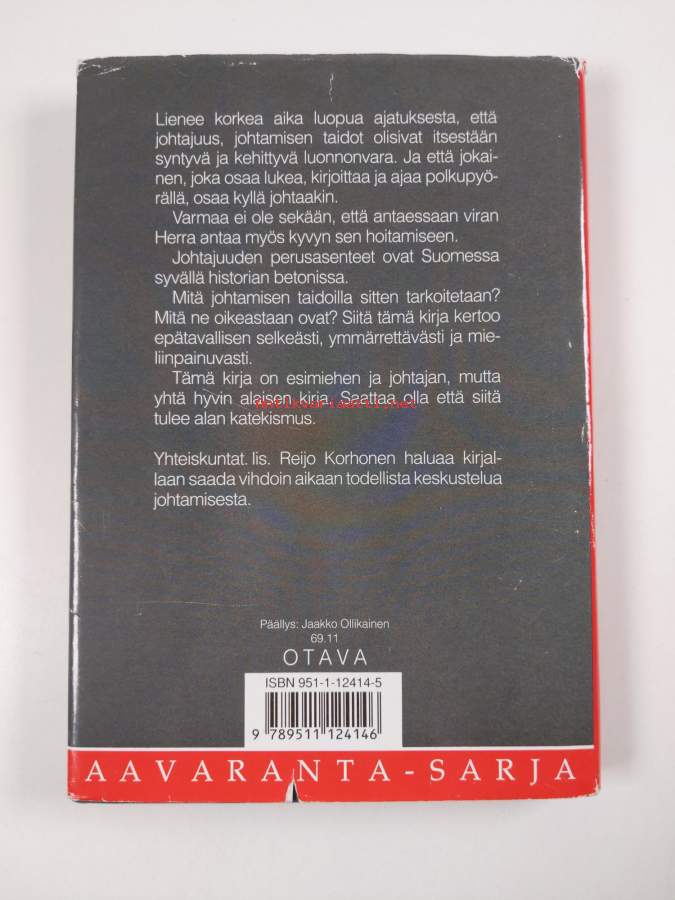 Lienee korkea aika luopua ajatuksesta, että
johtajuus, johtamisen taidot olisivat itsestään
syntyvä ja kehittyvä luonnonvara. Ja että jokai-
nen, joka osaa lukea, kirjoittaa ja ajaa polkupyö-
rällä, osaa kyllä johtaakin.
Varmaa ei ole sekään, että antaessaan viran
Herra antaa myös kyvyn sen hoitamiseen.
Johtajuuden perusasenteet ovat Suomessa
syvällä historian betonissa.
Mitä johtamisen taidoilla sitten tarkoitetaan?
Mitä ne oikeastaan ovat? Siitä tämä kirja kertoo
epätavallisen selkeästi, ymmärrettävästi ja mie-
liinpainuvasti.
Tämä kirja on esimiehen ja johtajan, mutta
yhtä hyvin alaisen kirja. Saattaa olla että siitä
antikvariaatti.net
tulee alan katekismus.
Yhteiskuntat. lis. Reijo Korhonen haluaa kirjal-
laan saada vihdoin aikaan todellista keskustelua
johtamisesta.
Päällys: Jaakko Ollikainen
69.11
OTAVA
ISBN 951-1-12414-5
9 789511 124146
AAVARANTA-SARJA